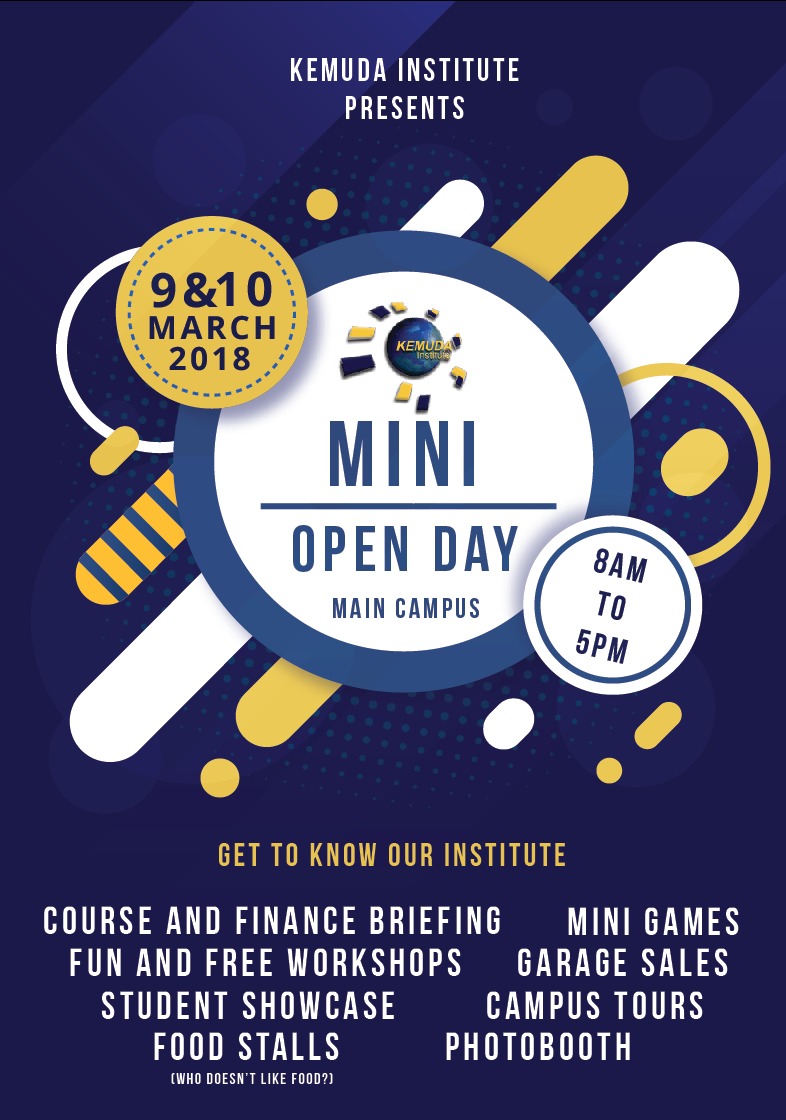 KEMUDA INSTITUTE
PRESENTS
9&10
MARCH
2018
KEMUDA
Institute
MINI
OPEN DAY
MAIN CAMPUS
8AM
TO
5PM
GET TO KNOW OUR INSTITUTE
COURSE AND FINANCE BRIEFING MINI GAMES
FUN AND FREE WORKSHOPS GARAGE SALES
STUDENT SHOWCASE CAMPUS TOURS
FOOD STALLS PHOTOBOOTH
(WHO DOESN'T LIKE FOOD?)